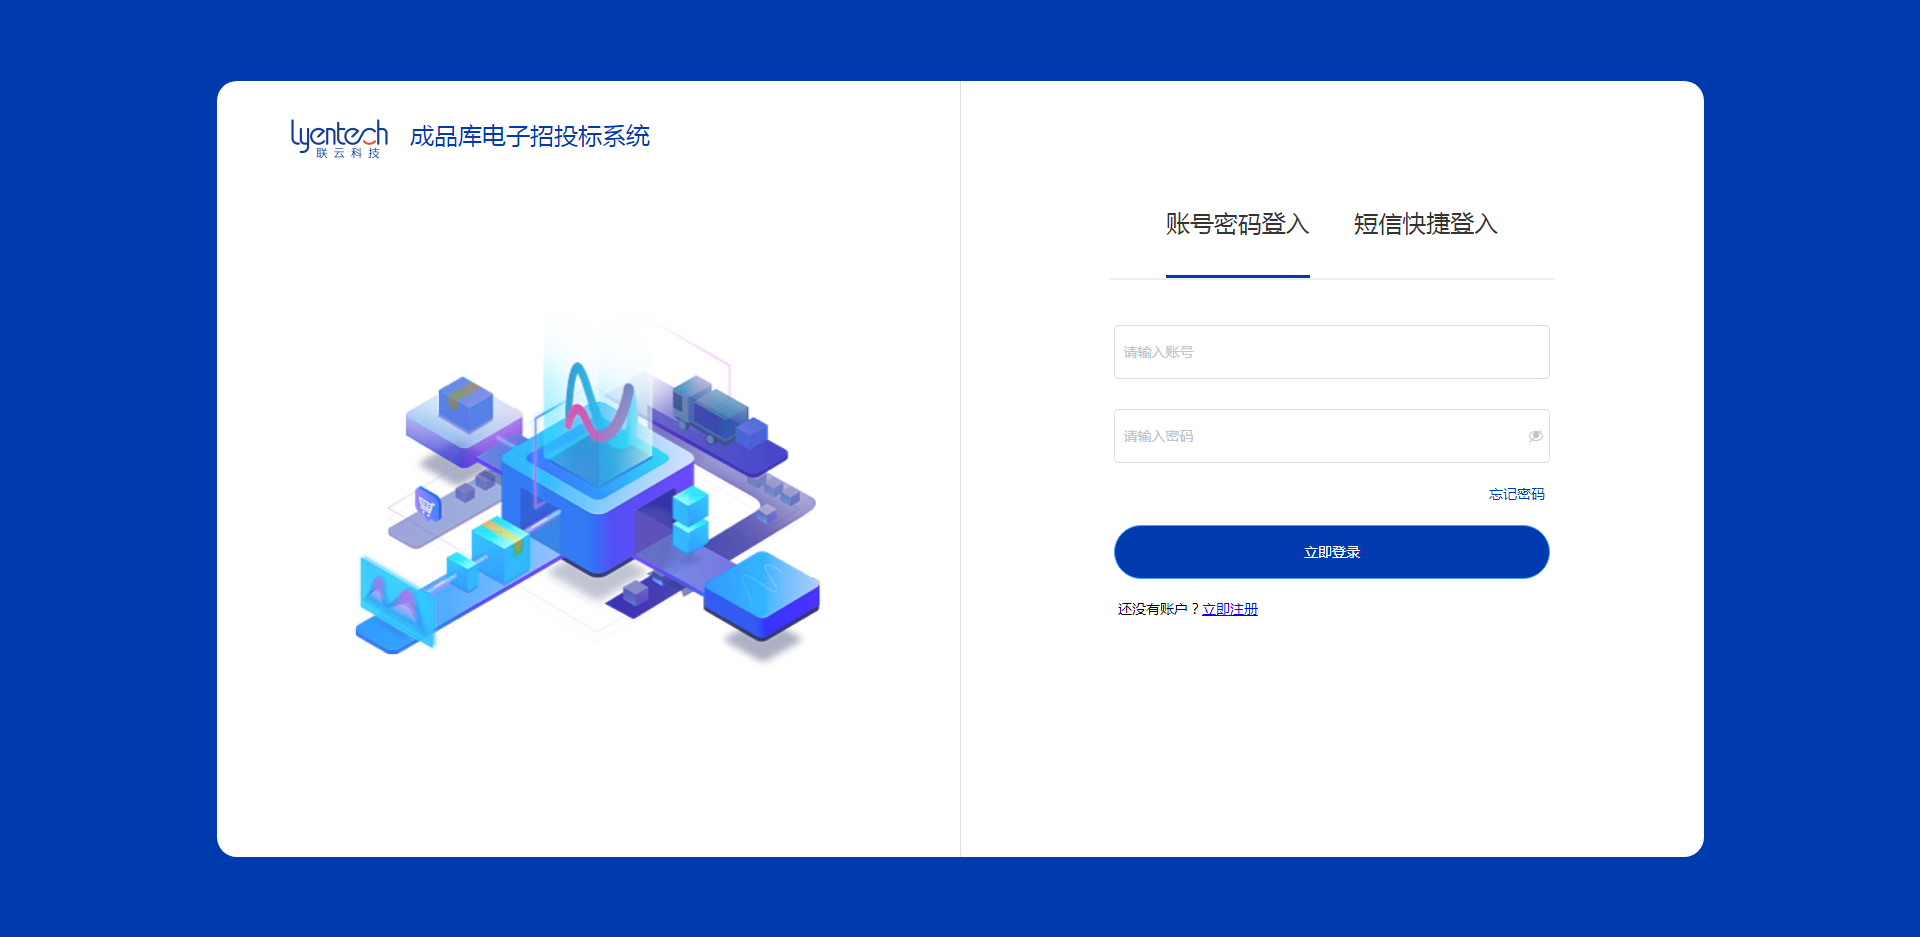 lyentech
联云科技
成品库电子招投标系统
账号密码登入 短信快捷登入
请输入账号
请输入密码
忘记密码
立即登录
还没有账户？立即注册